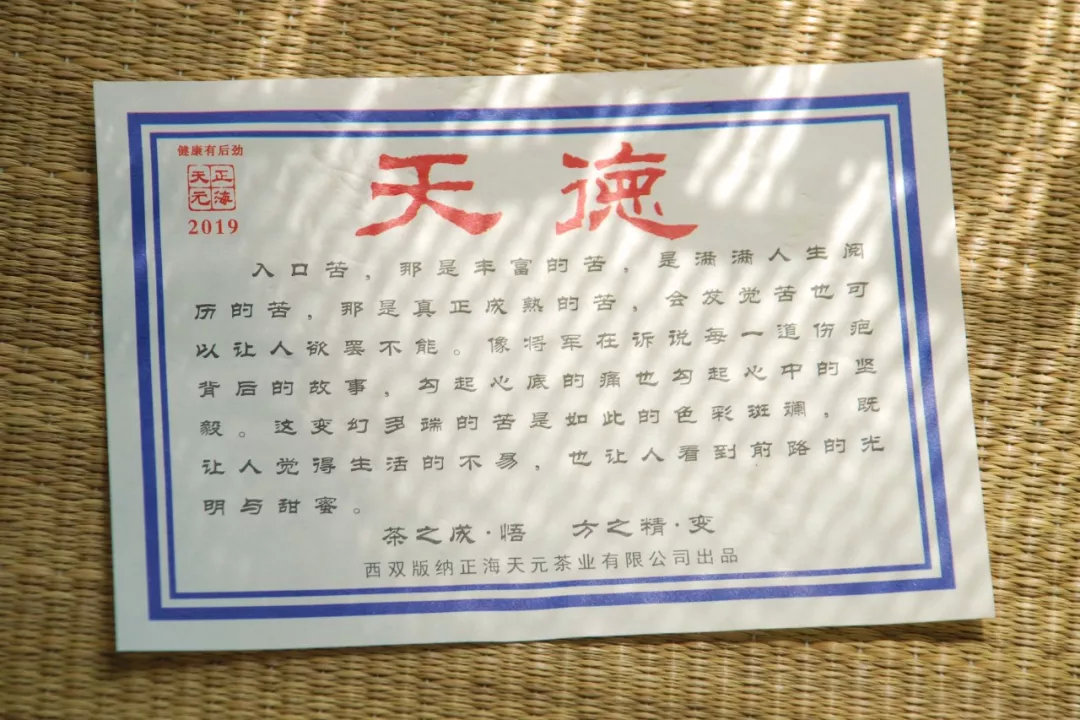 健康有后劲
天正
元海
2019
天德
入口苦，那是丰富的苦，是满满人生阅
历的苦，那是真正成熟的苦，会发觉苦也可
以让人欲罢不能。像将军在诉说每一道伤疤
背后的故事，勾起心底的痛也勾起心中的坚
毅。这变幻多端的苦是如此的色彩斑斓，既
让人觉得生活的不易，也让人看到前路的光
明与甜蜜。
茶之成·悟 方之精·变
西双版纳正海天元茶业有限公司出品